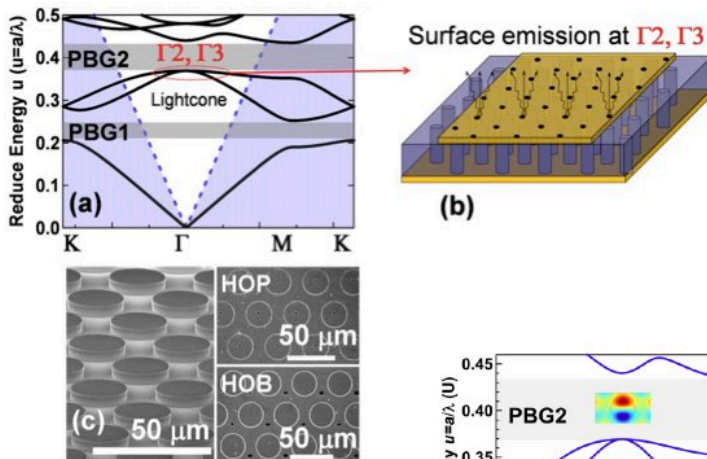 0.5
0.4
0.3
0.2
0.1
0.0
Reduce Energy u (u=a/λ)
PBG2
Γ2, Γ3
Lightcone
PBG1
(a)
K Γ M K
Surface emission at Γ2, Γ3
(b)
(c)
50 μm
HOP
50 μm
HOB
50 μm
0.45
0.40
0.35
y u=a/λ (U)
PBG2